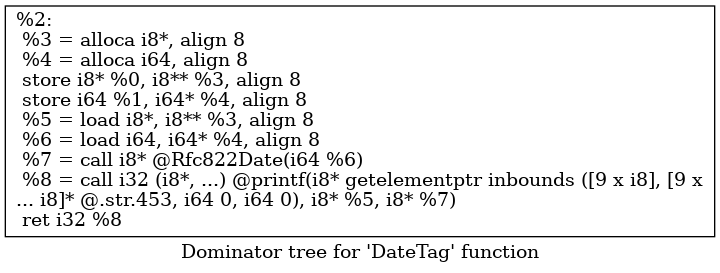 %2:
%3 = alloca i8*, align 8
%4 = alloca i64, align 8
store i8* %0, i8** %3, align 8
store i64 %1, i64* %4, align 8
%5 = load i8*, i8** %3, align 8
%6 = load i64, i64* %4, align 8
%7 = call i8* @Rfc822Date(i64 %6)
%8 = call i32 (i8*, ...) @printf(i8* getelementptr inbounds ([9 x i8], [9 x
... i8]* @.str.453, i64 0, i64 0), i8* %5, i8* %7)
ret i32 %8
Dominator tree for 'DateTag' function